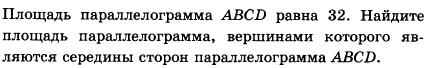 Площадь параллелограмма ABCD равна 32. Найдите
площадь параллелограмма, вершинами которого яв-
ляются середины сторон параллелограмма ABCD.